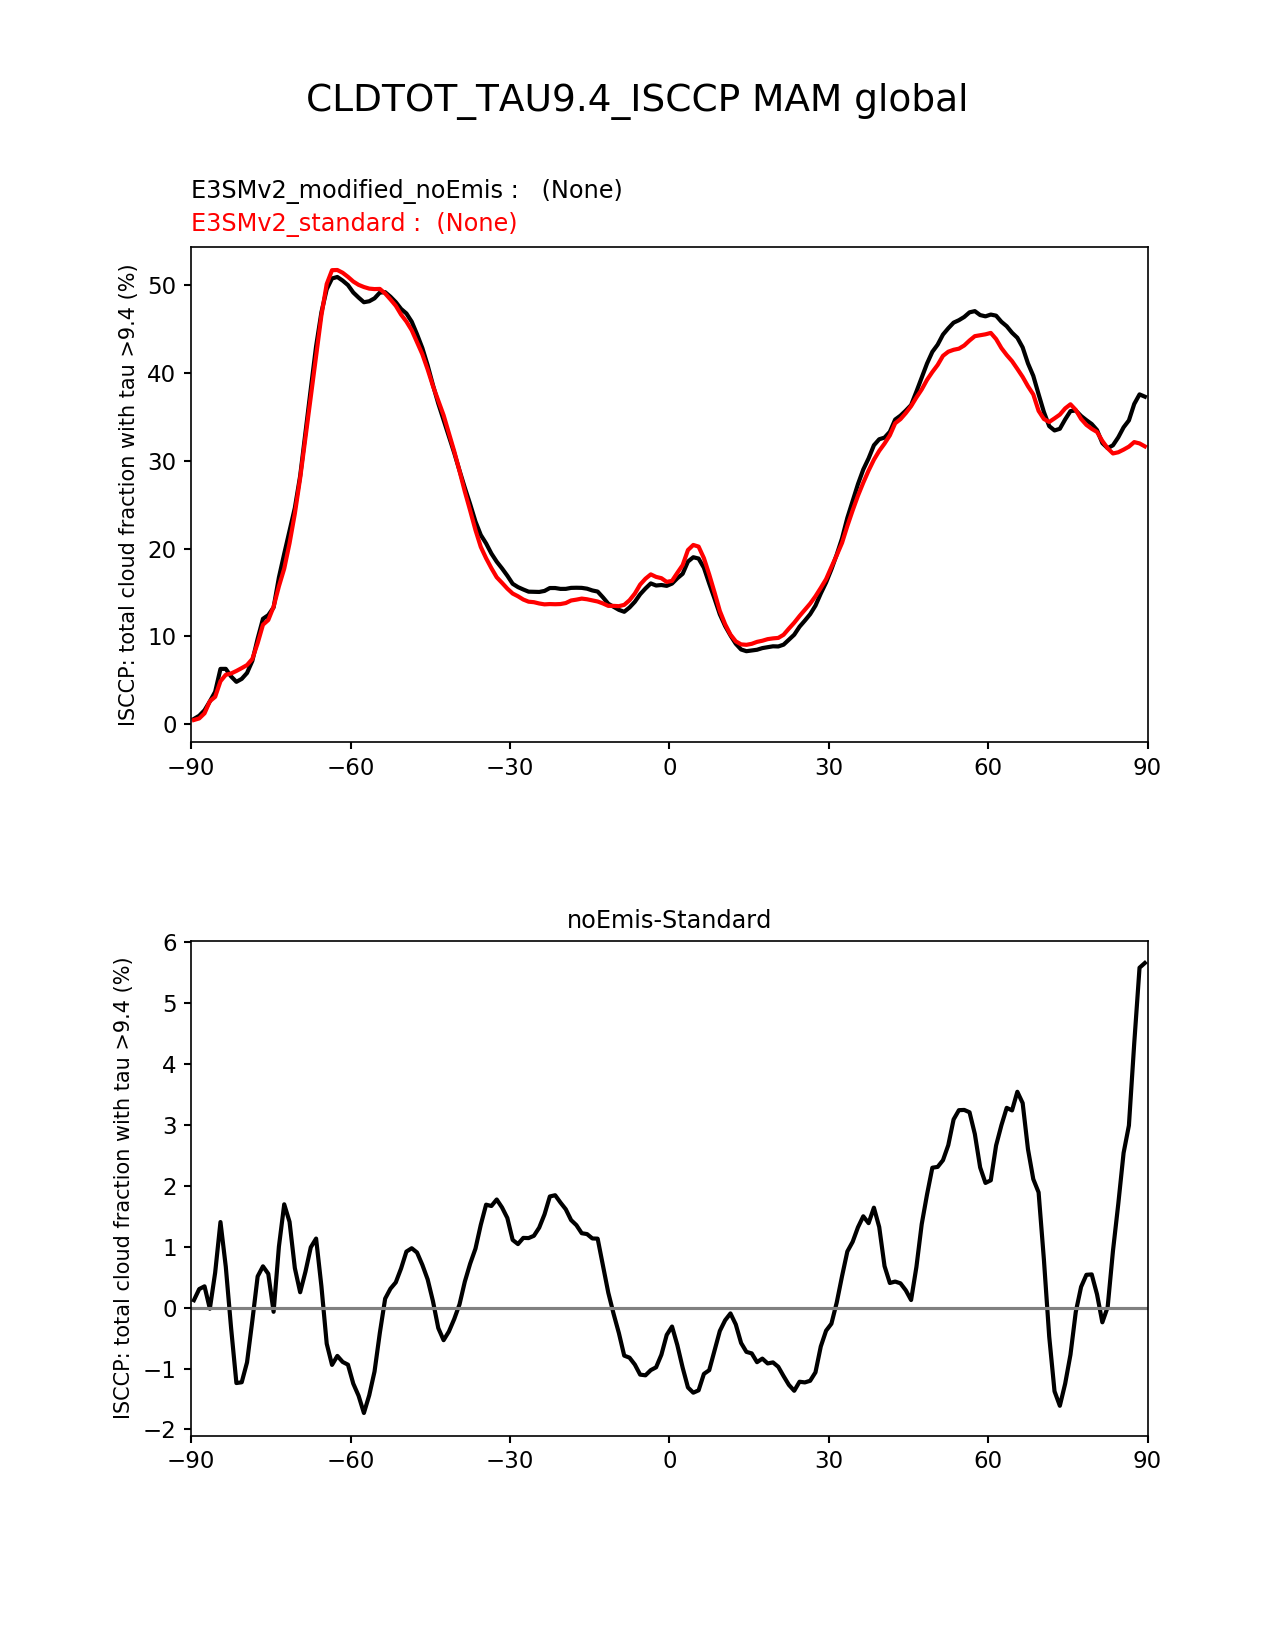 CLDTOT_TAU9.4_ISCCP MAM global
E3SMv2_modified_noEmis :   (None)
E3SMv2_standard :  (None)
ISCCP: total cloud fraction with tau >9.4 (%)
50
40
30
20
10
0
−90 −60 −30 0 30 60 90
noEmis-Standard
ISCCP: total cloud fraction with tau >9.4 (%)
6
5
4
3
2
1
0
−1
−2
−90 −60 −30 0 30 60 90